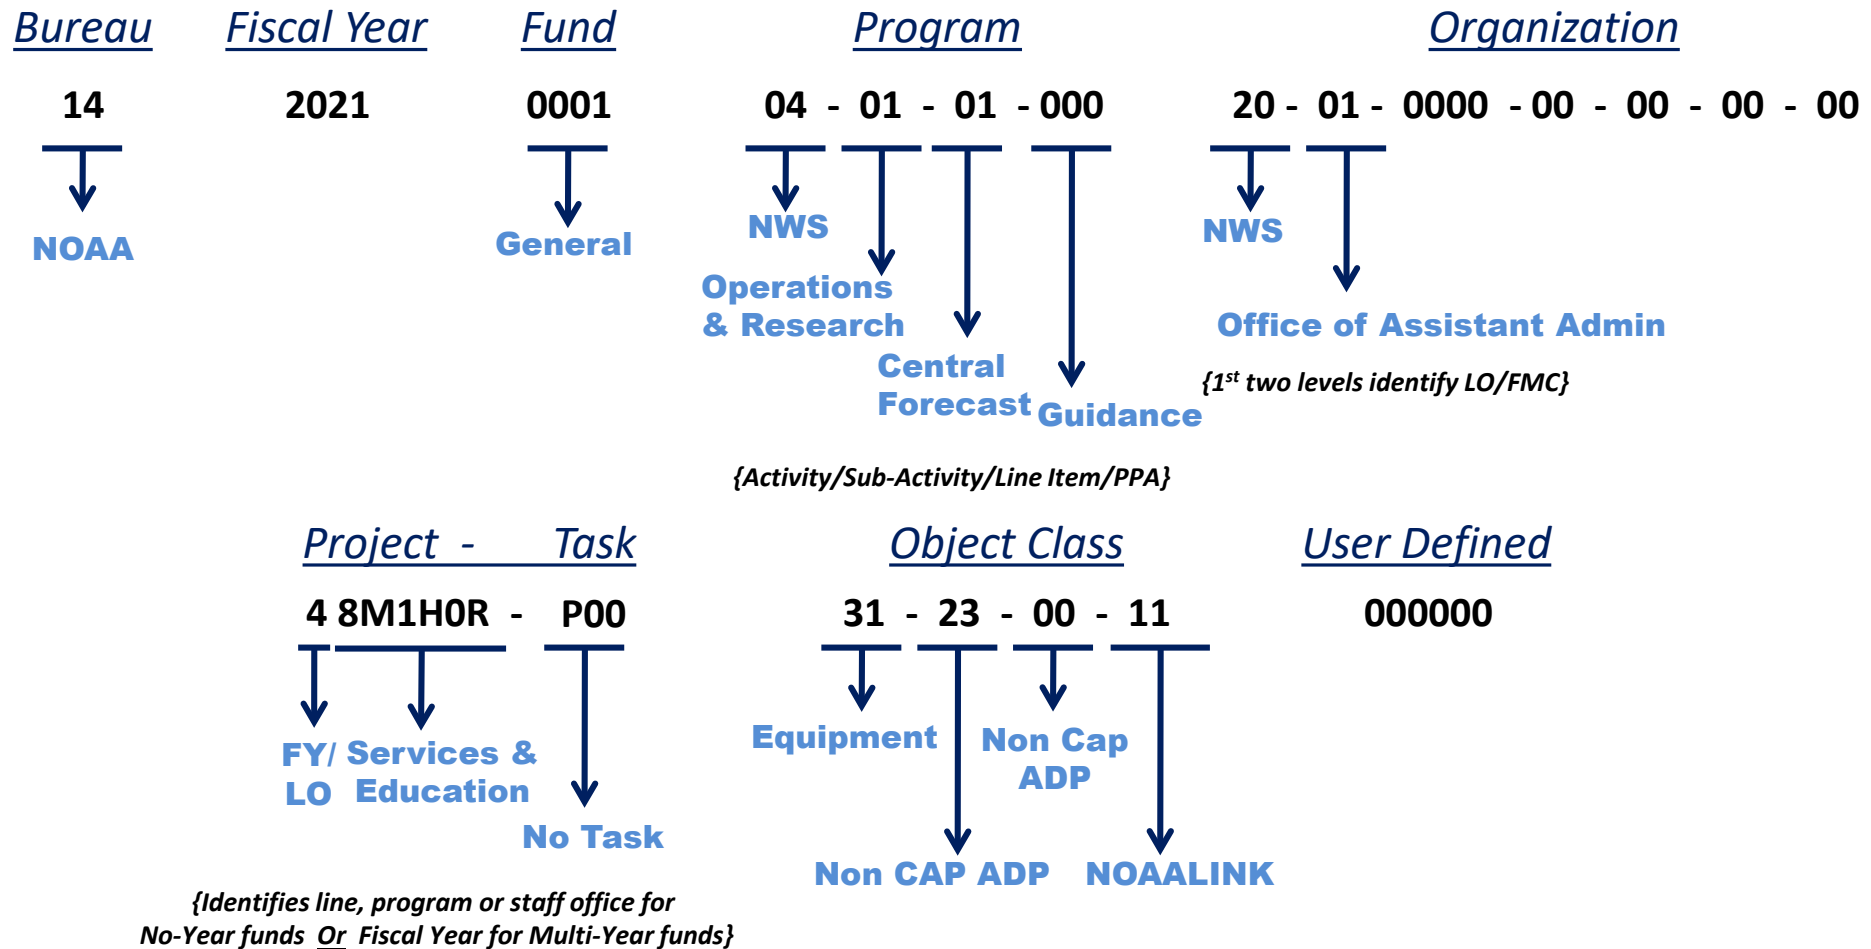 Bureau Fiscal Year Fund Program Organization
14 2021 0001 04 - 01 - 01 - 000 20 - 01 - 0000 - 00 - 00 - 00 - 00
NOAA
General
NWS
NWS
Operations
& Research
Office of Assistant Admin
Central
Forecast
Guidance
{1st two levels identify LO/FMC}
{Activity/Sub-Activity/Line Item/PPA}
Project - Task Object Class User Defined
4 8M1H0R - P00 31 - 23 - 00 - 11 000000
FY/
LO
Services &
Education
No Task
Equipment
Non Cap
ADP
Non CAP ADP
NOAALINK
{Identifies line, program or staff office for
No-Year funds Or Fiscal Year for Multi-Year funds}